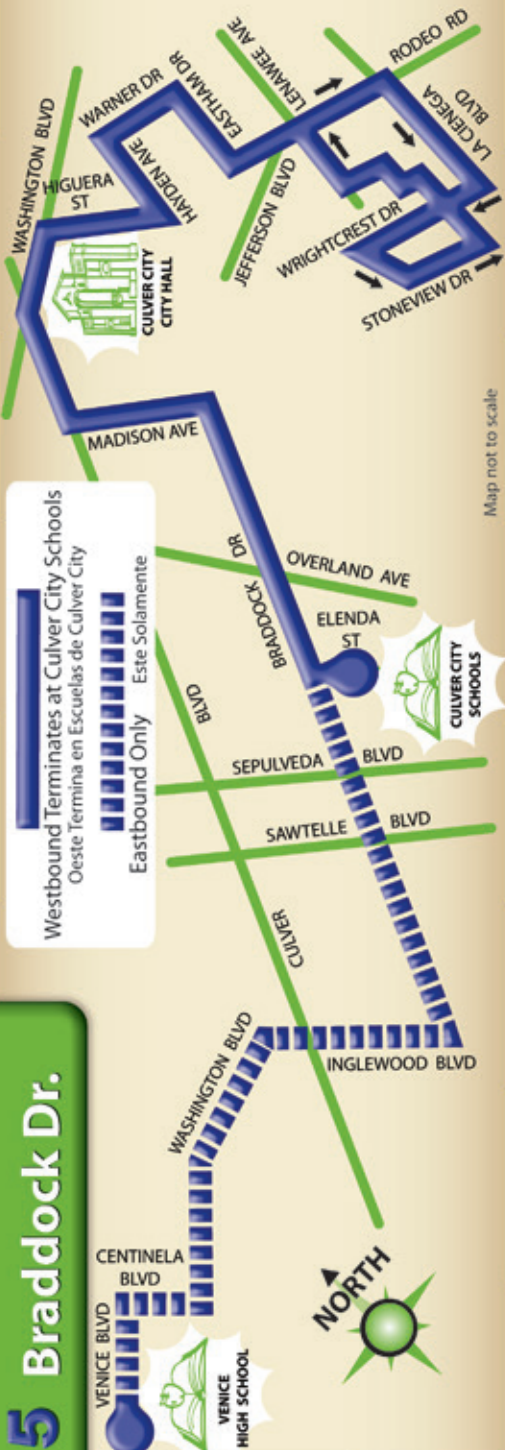 5 Braddock Dr.
Westbound Terminates at Culver City Schools
Oeste Termina en Escuelas de Culver City
Eastbound Only Este Solamente
VENICE BLVD
CENTINELA
BLVD
VENICE
HIGH SCHOOL
WASHINGTON BLVD
INGLEWOOD BLVD
CULVER
BLVD
SAWTELLE BLVD
SEPULVEDA BLVD
ELENDA
ST
CULVER CITY
SCHOOLS
BRADDOCK DR
OVERLAND AVE
MADISON AVE
CULVER CITY
CITY HALL
WASHINGTON BLVD
HIGUERA
ST
HAYDEN AVE
WARNER DR
EASTHAM DR
JEFFERSON BLVD
LENAWEE AVE
RODEO RD
LA CIENEGA
BLVD
WRIGHTCREST DR
STONEVIEW DR
NORTH
Map not to scale